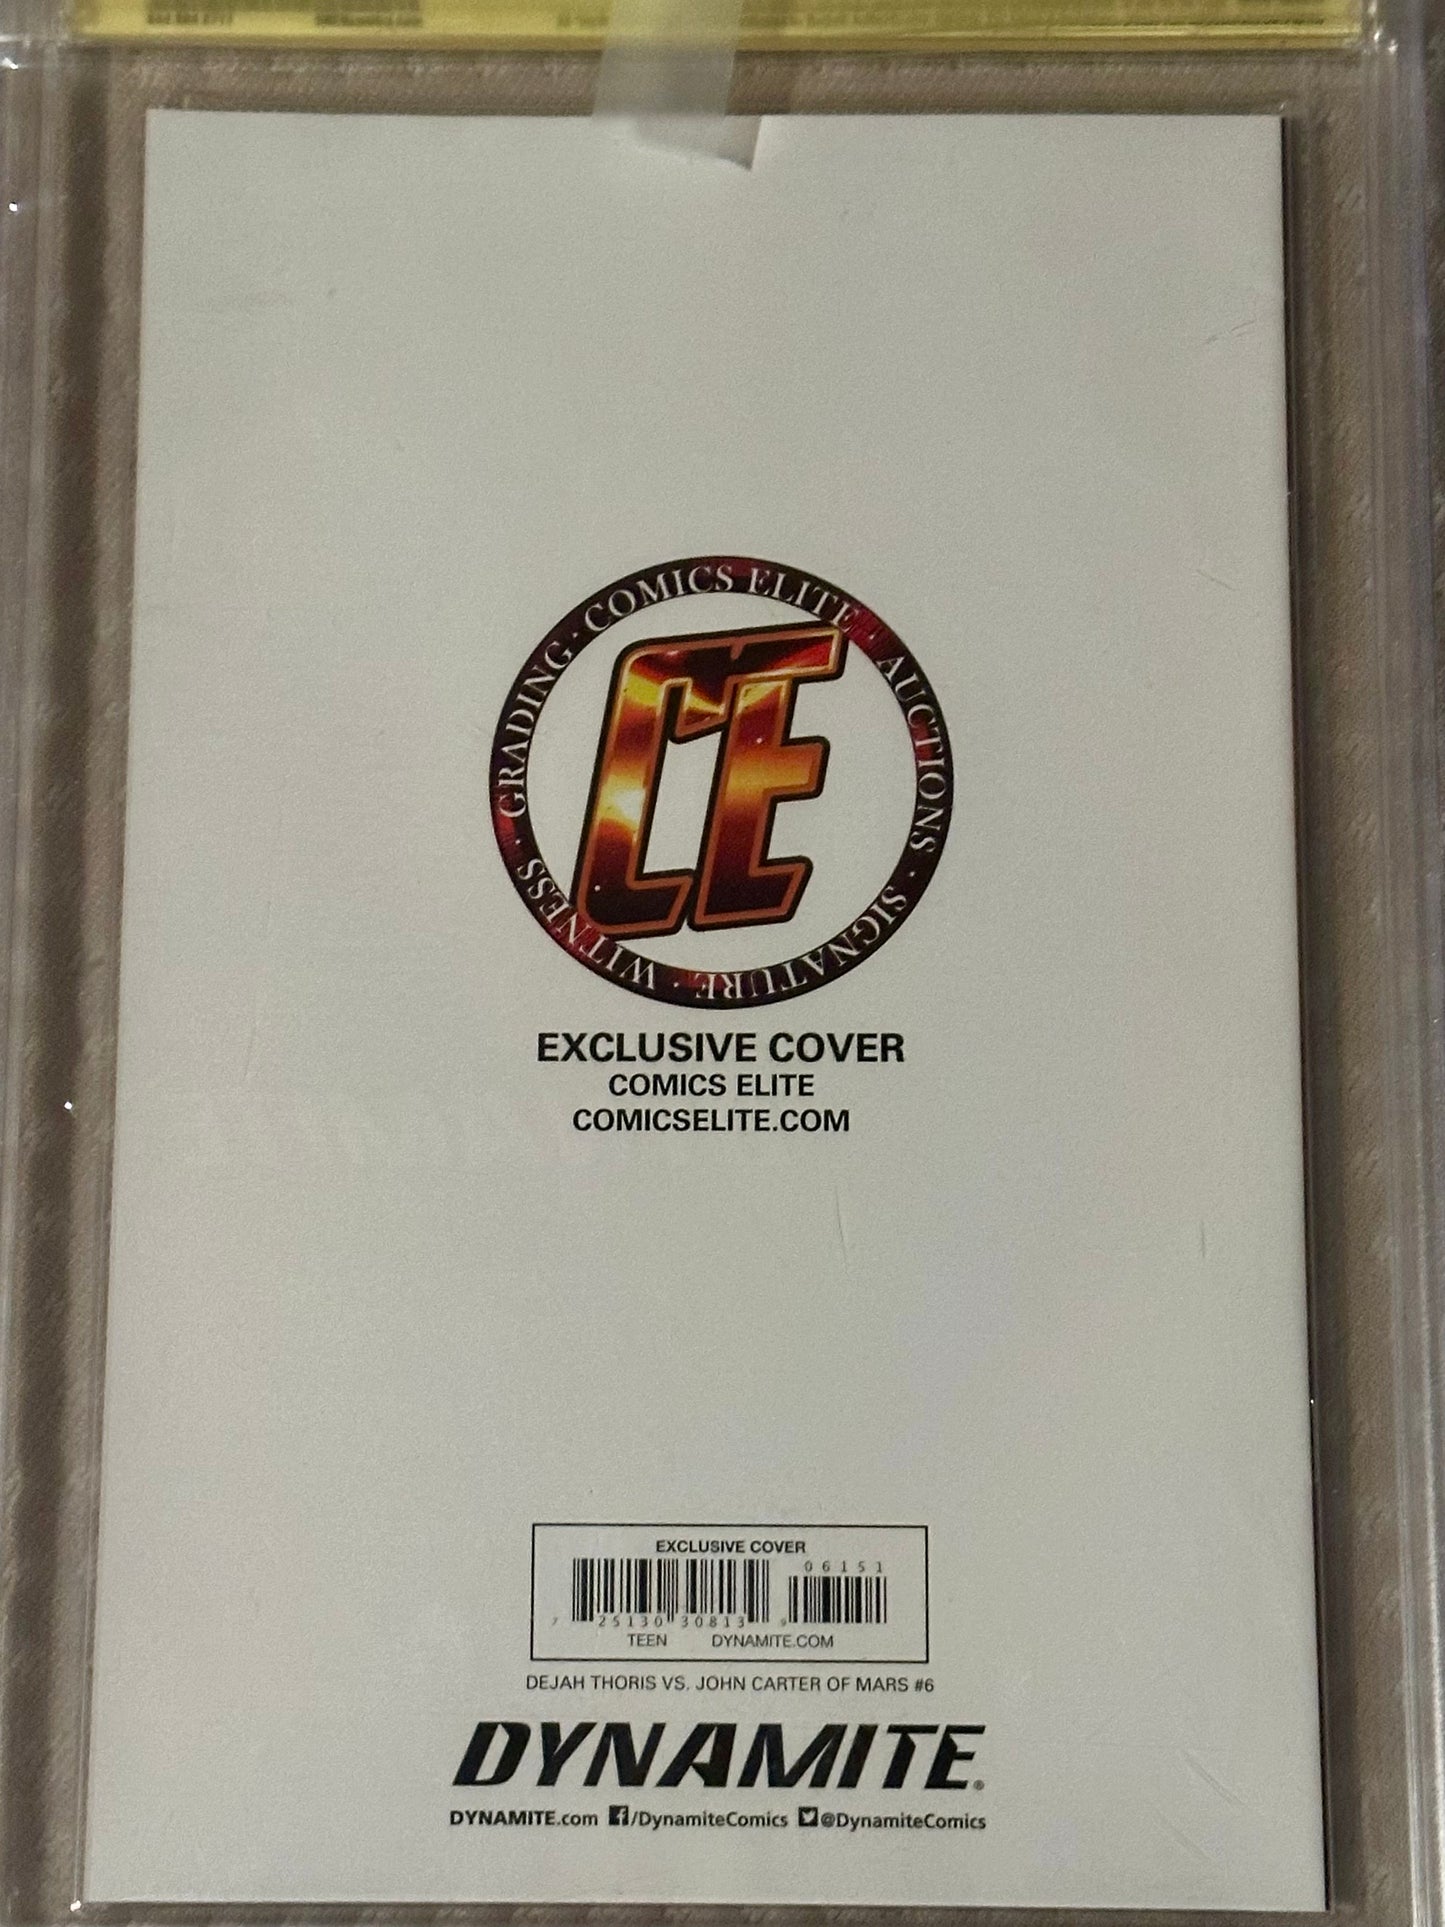 COMICS ELITE · AUCTIONS · SIGNATURE · WITNESS · GRADING ·
CE
EXCLUSIVE COVER
COMICS ELITE
COMICSELITE.COM
EXCLUSIVE COVER
06151
7 25130 30813 9
TEEN DYNAMITE.COM
DEJAH THORIS VS. JOHN CARTER OF MARS #6
DYNAMITE®
DYNAMITE.com f/DynamiteComics @DynamiteComics